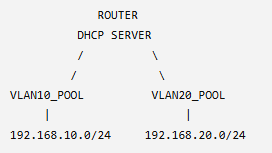 ROUTER
DHCP SERVER
/ \
/ \
VLAN10_POOL VLAN20_POOL
| |
192.168.10.0/24 192.168.20.0/24